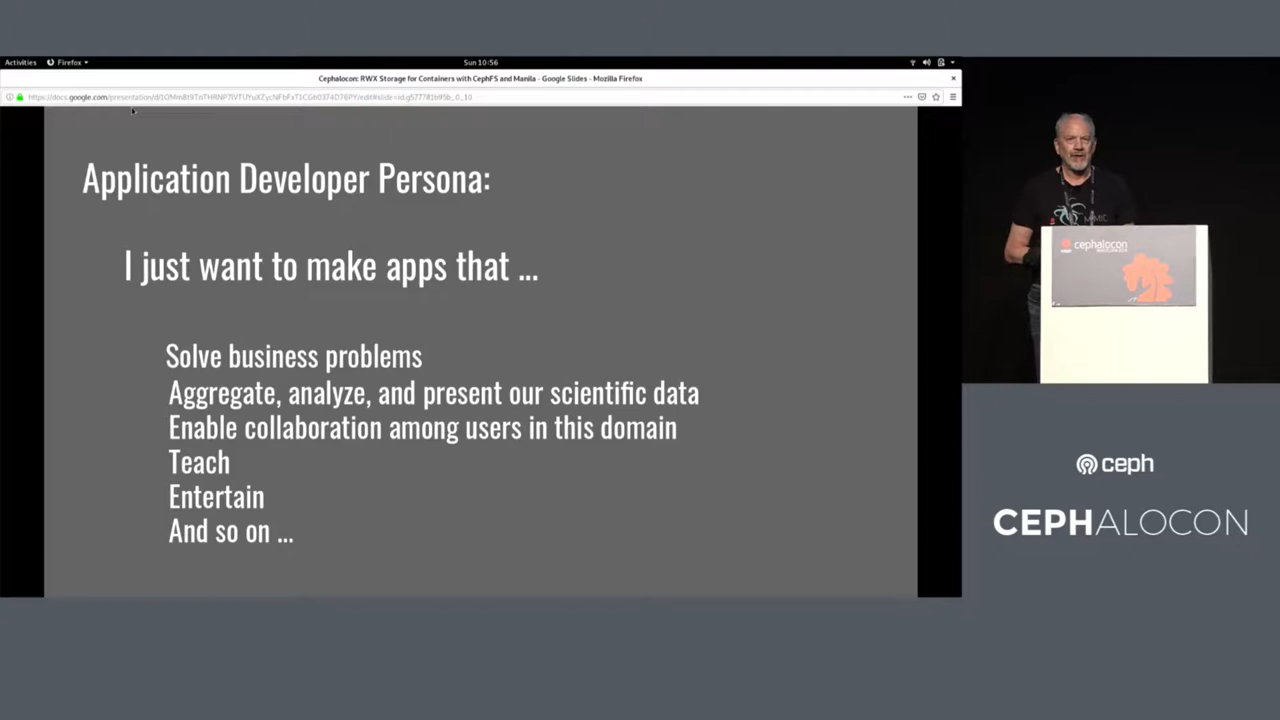 Activities
Firefox
Sun 10:56
Cephalocon: RWX Storage for Containers with CephFS and Manila - Google Slides - Mozilla Firefox
Application Developer Persona:
I just want to make apps that ...
Solve business problems
Aggregate, analyze, and present our scientific data
Enable collaboration among users in this domain
Teach
Entertain
And so on ...
MIMIC
cephalocon
ceph
CEPHALOCON